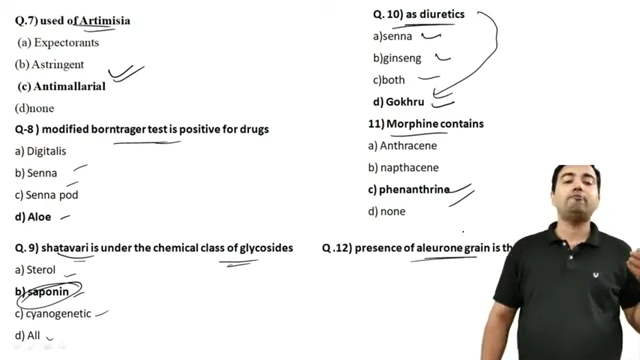 Q.7) used of Artimisia
(a) Expectorants
(b) Astringent
(c) Antimallarial
(d)none
Q-8 ) modified borntrager test is positive for drugs
a) Digitalis
b) Senna
c) Senna pod
d) Aloe
Q. 9) shatavari is under the chemical class of glycosides
a) Sterol
b) saponin
c) cyanogenetic
d) All
Q. 10) as diuretics
a)senna
b)ginseng
c)both
d) Gokhru
11) Morphine contains
a) Anthracene
b) napthacene
c) phenanthrine
d) none
Q .12) presence of aleurone grain is th